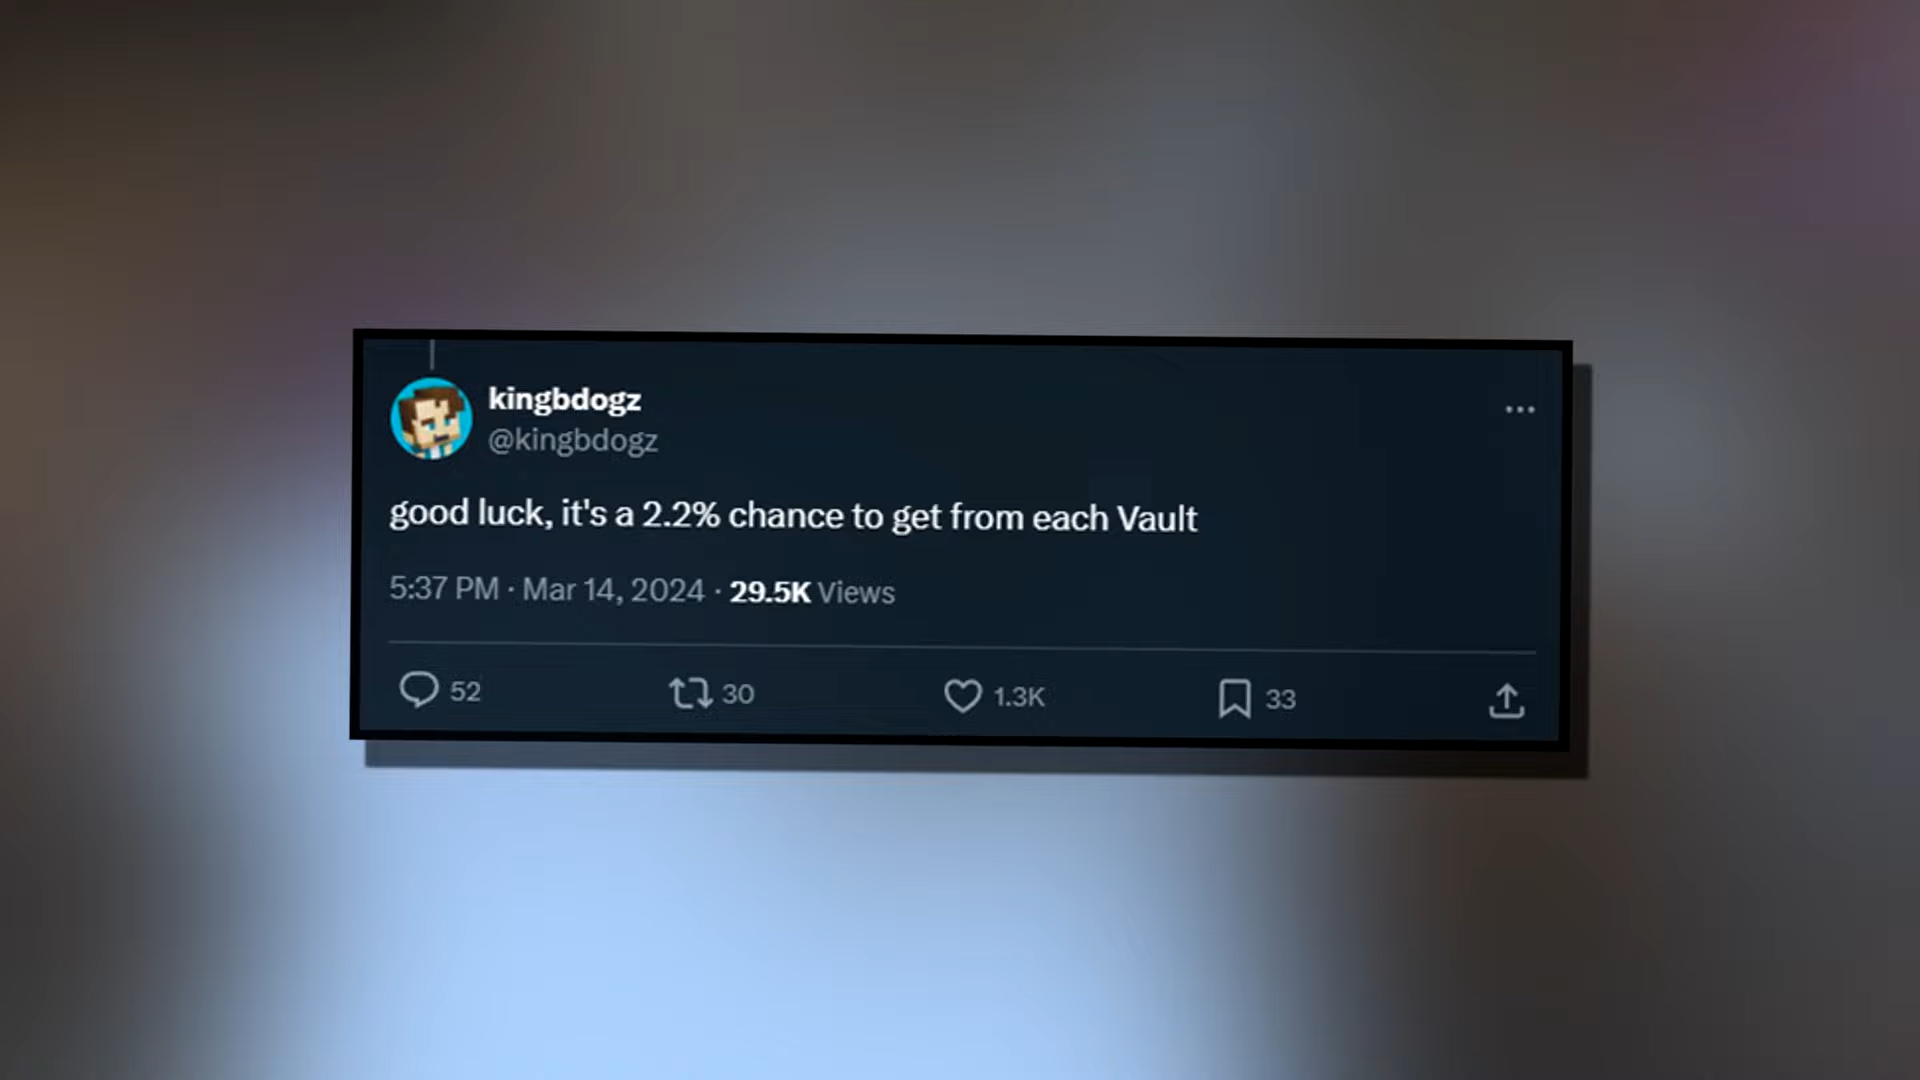 kingbdogz
@kingbdogz
good luck, it's a 2.2% chance to get from each Vault
5:37 PM · Mar 14, 2024 · 29.5K Views
52 30 1.3K 33